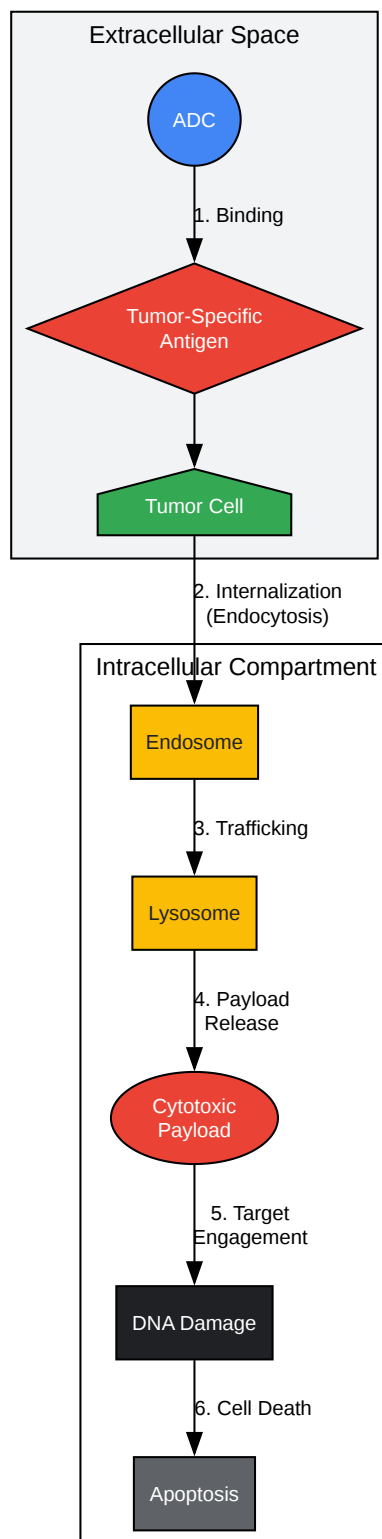 Extracellular Space
ADC
1. Binding
Tumor-Specific
Antigen
Tumor Cell
2. Internalization
(Endocytosis)
Intracellular Compartment
Endosome
3. Trafficking
Lysosome
4. Payload
Release
Cytotoxic
Payload
5. Target
Engagement
DNA Damage
6. Cell Death
Apoptosis